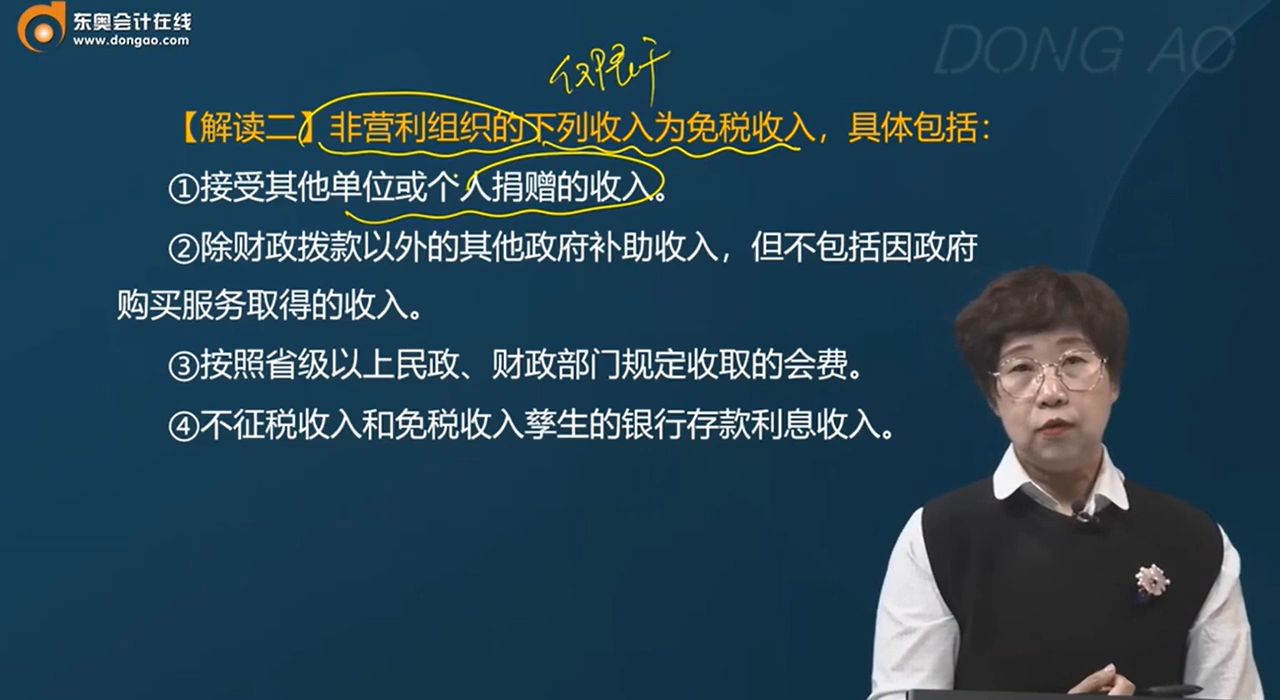 东奥会计在线
www.dongao.com
DONG AO
仅限于
【解读二】非营利组织的下列收入为免税收入，具体包括：
①接受其他单位或个人捐赠的收入。
②除财政拨款以外的其他政府补助收入，但不包括因政府
购买服务取得的收入。
③按照省级以上民政、财政部门规定收取的会费。
④不征税收入和免税收入孳生的银行存款利息收入。